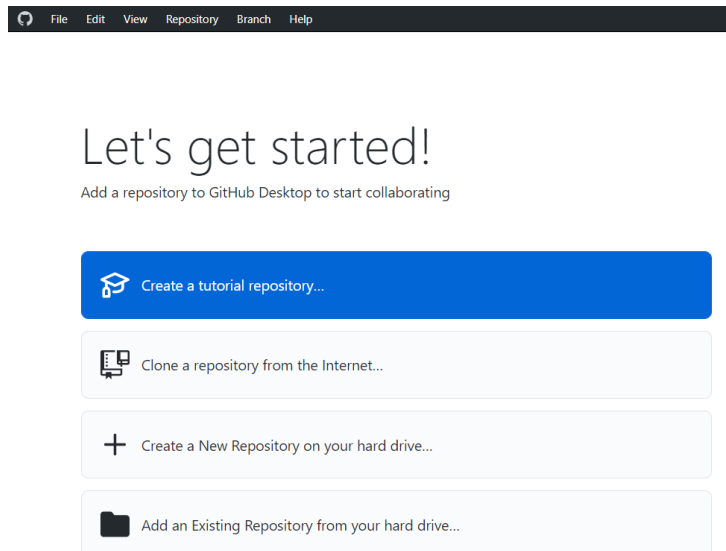 File Edit View Repository Branch Help
Let's get started!
Add a repository to GitHub Desktop to start collaborating
Create a tutorial repository...
Clone a repository from the Internet...
Create a New Repository on your hard drive...
Add an Existing Repository from your hard drive...